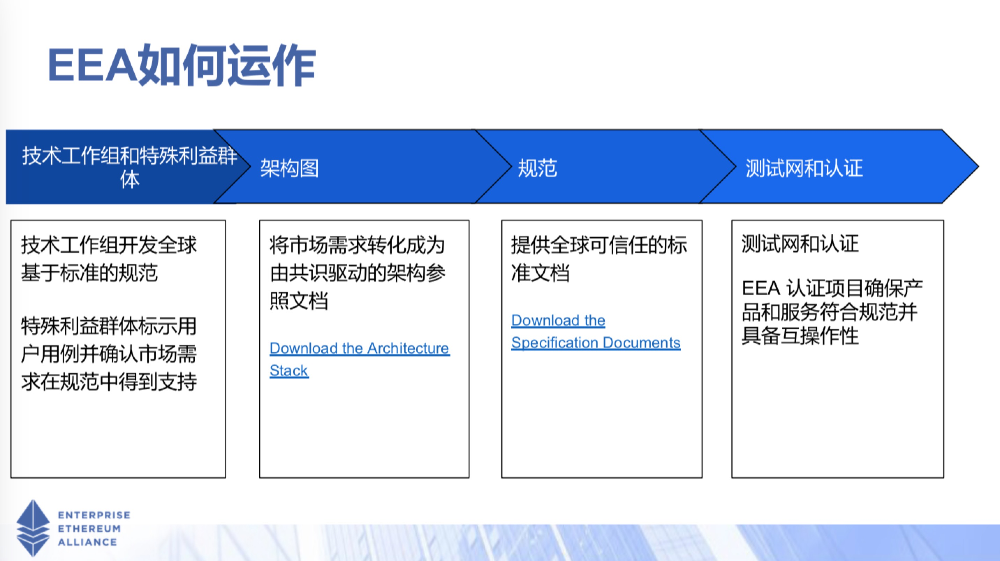 EEA如何运作
技术工作组和特殊利益群
体
架构图
规范
测试网和认证
技术工作组开发全球
基于标准的规范
特殊利益群体标示用
户用例并确认市场需
求在规范中得到支持
将市场需求转化成为
由共识驱动的架构参
照文档
Download the Architecture
Stack
提供全球可信任的标
准文档
Download the
Specification Documents
测试网和认证
EEA 认证项目确保产
品和服务符合规范并
具备互操作性
ENTERPRISE
ETHEREUM
ALLIANCE